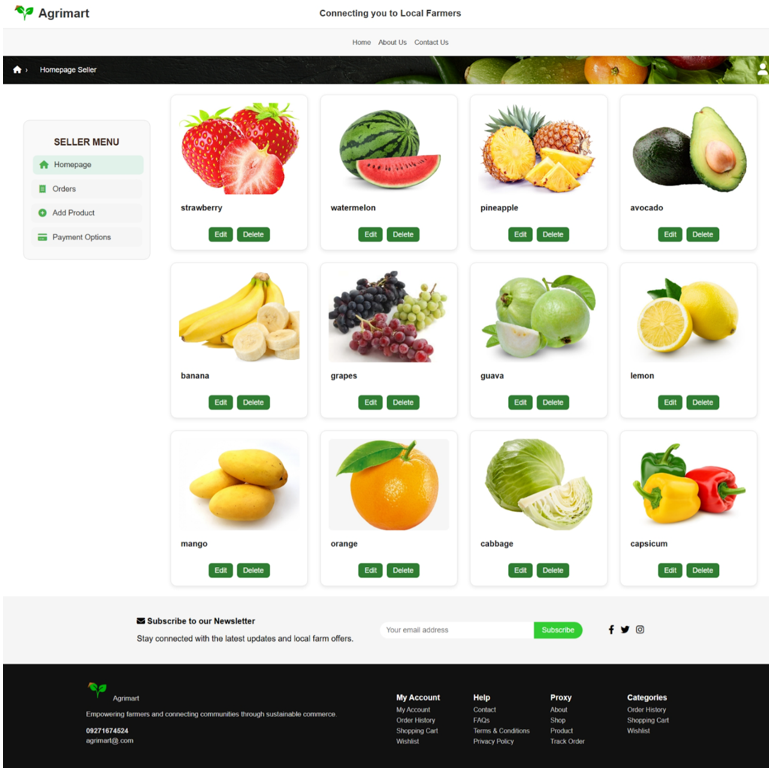 Agrimart
Connecting you to Local Farmers
Home About Us Contact Us
› Homepage Seller
SELLER MENU
Homepage
Orders
Add Product
Payment Options
strawberry
Edit Delete
watermelon
Edit Delete
pineapple
Edit Delete
avocado
Edit Delete
banana
Edit Delete
grapes
Edit Delete
guava
Edit Delete
lemon
Edit Delete
mango
Edit Delete
orange
Edit Delete
cabbage
Edit Delete
capsicum
Edit Delete
Subscribe to our Newsletter
Stay connected with the latest updates and local farm offers.
Your email address
Subscribe
Agrimart
Empowering farmers and connecting communities through sustainable commerce.
09271674524
agrimart@.com
My Account
My Account
Order History
Shopping Cart
Wishlist
Help
Contact
FAQs
Terms & Conditions
Privacy Policy
Proxy
About
Shop
Product
Track Order
Categories
Order History
Shopping Cart
Wishlist